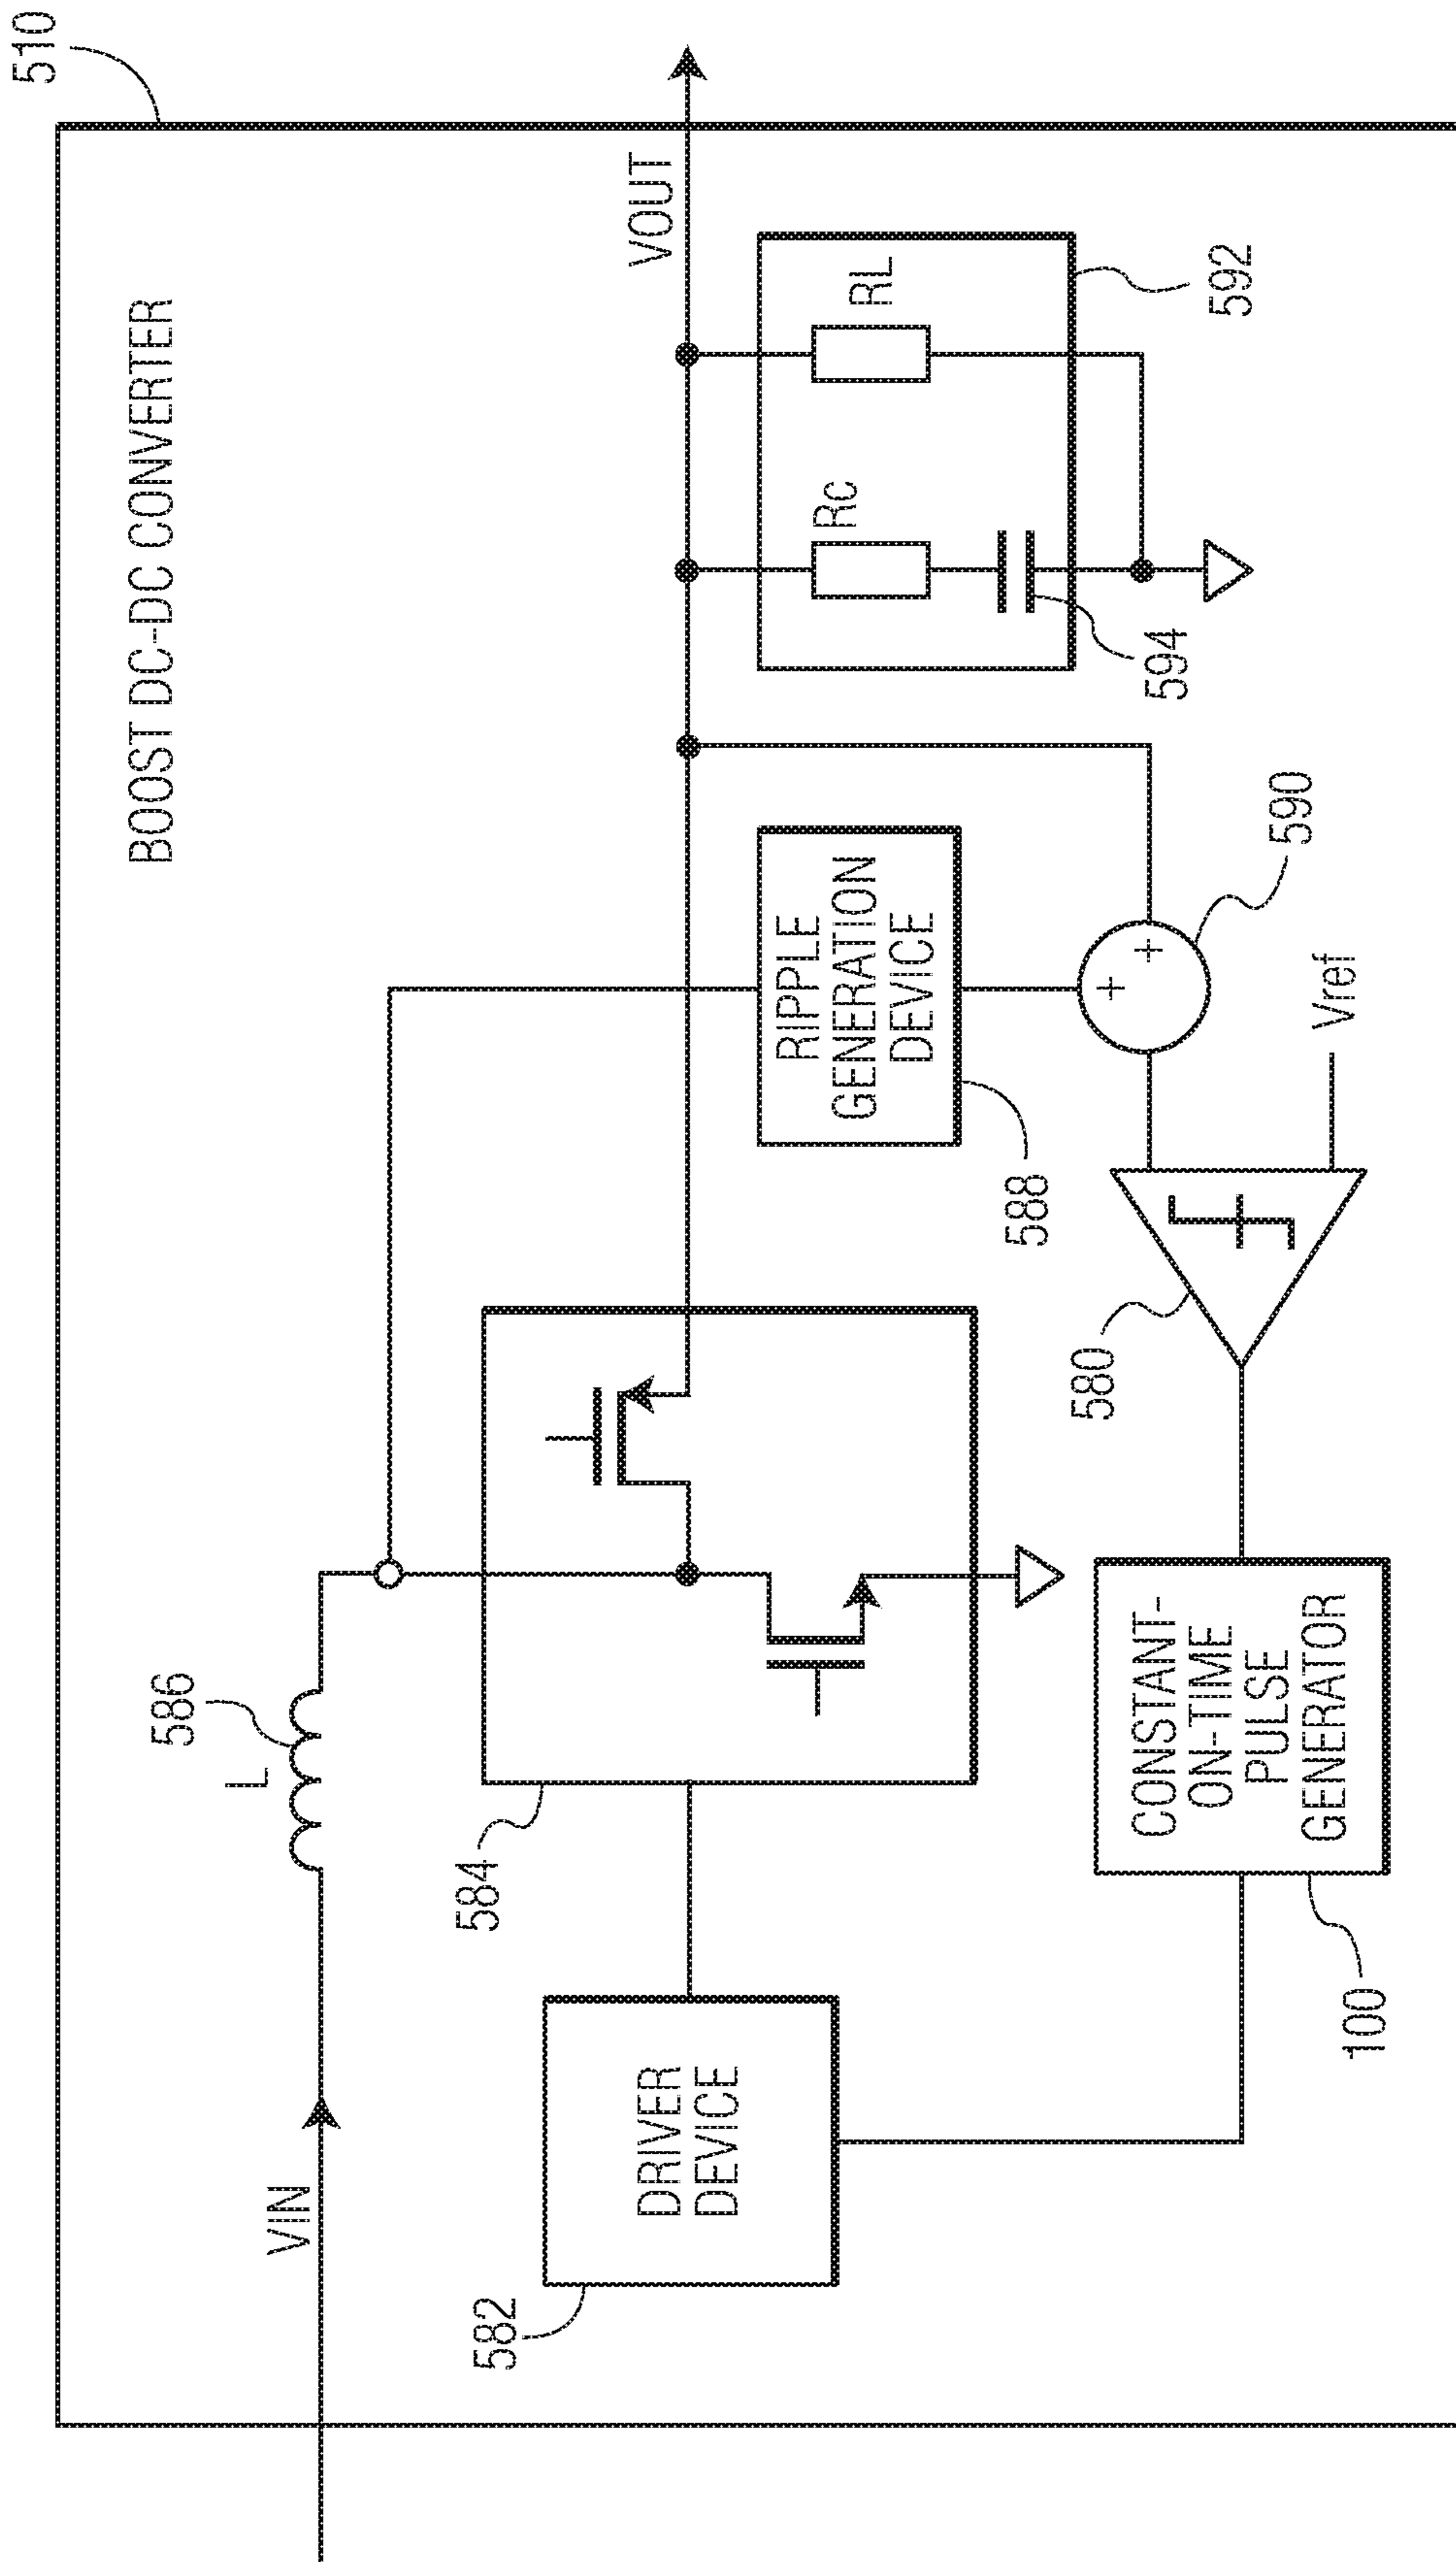 510
BOOST DC-DC CONVERTER
VIN
L
586
VOUT
584
582
DRIVER
DEVICE
RIPPLE
GENERATION
DEVICE
588
Rc
RL
592
594
590
+
+
Vref
580
CONSTANT-
ON-TIME
PULSE
GENERATOR
100